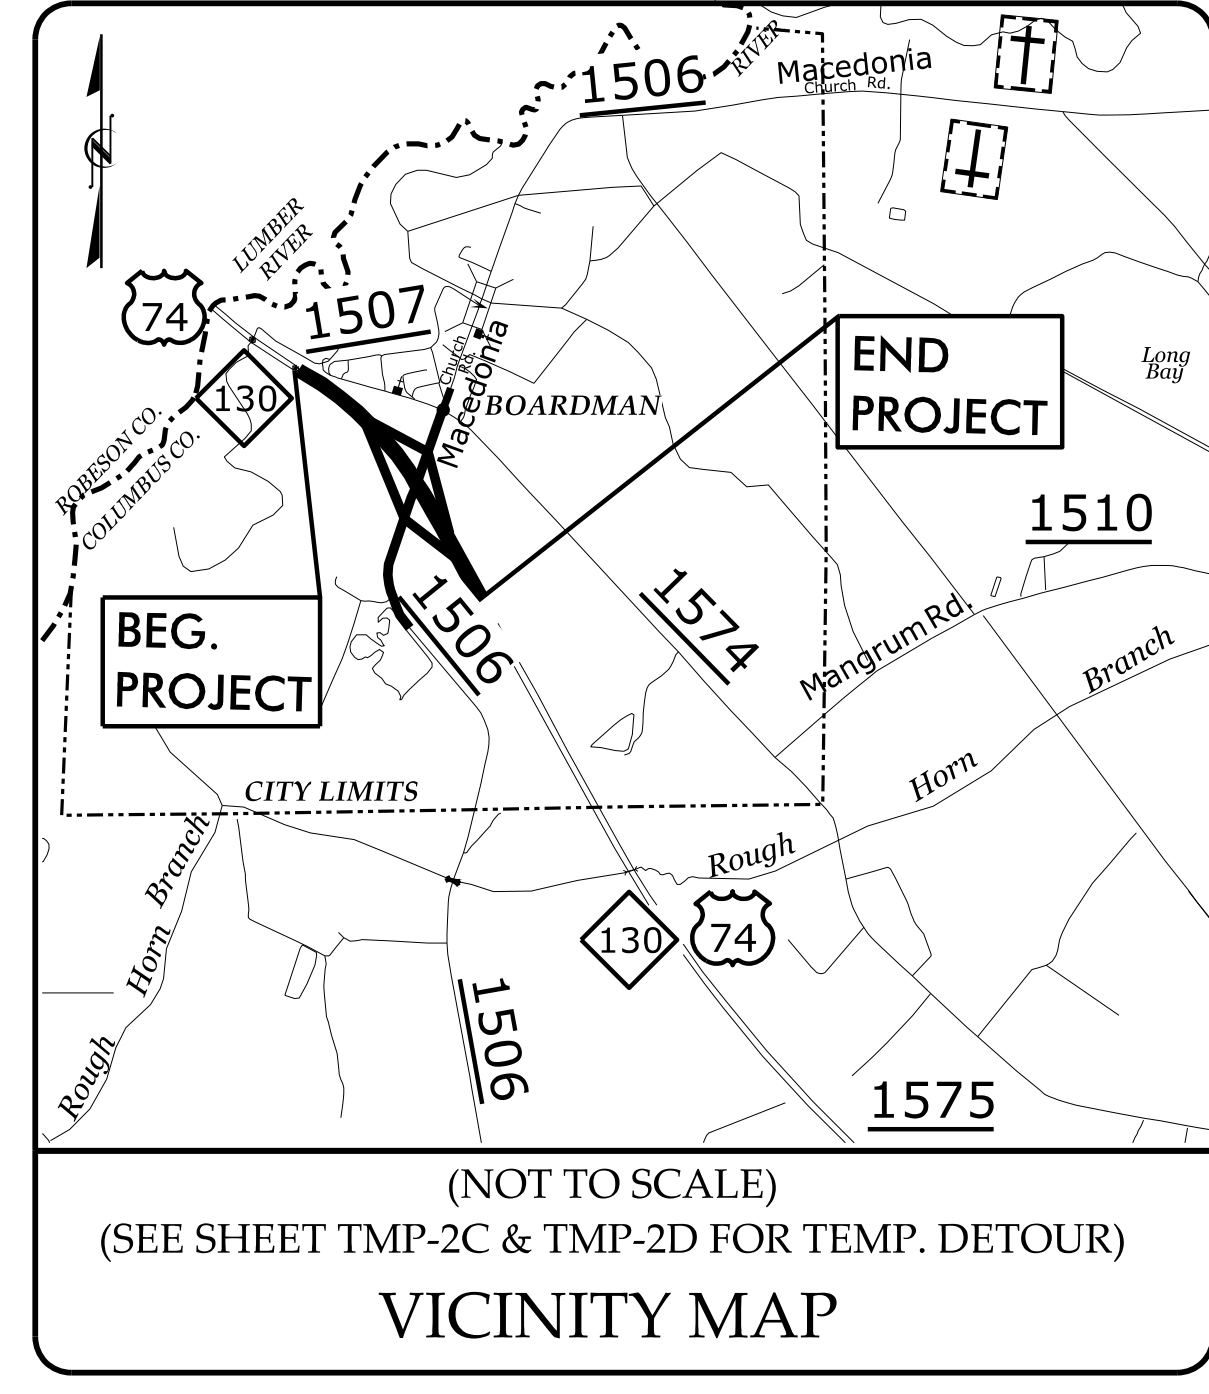 RIVER
1506
Macedonia
Church Rd.
N
LUMBER
RIVER
74
1507
130
Church
Rd.
Macedonia
BOARDMAN
END
PROJECT
Long
Bay
ROBESON CO.
COLUMBUS CO.
1510
BEG.
PROJECT
1506
1574
Mangrum Rd.
Branch
Horn
Rough
CITY LIMITS
Branch
Horn
Rough
130
74
1506
1575
(NOT TO SCALE)
(SEE SHEET TMP-2C & TMP-2D FOR TEMP. DETOUR)
VICINITY MAP